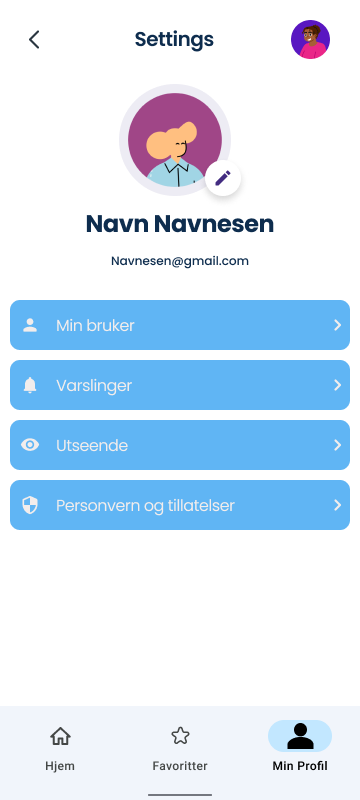 Settings
Navn Navnesen
Navnesen@gmail.com
Min bruker
Varslinger
Utseende
Personvern og tillatelser
Hjem
Favoritter
Min Profil